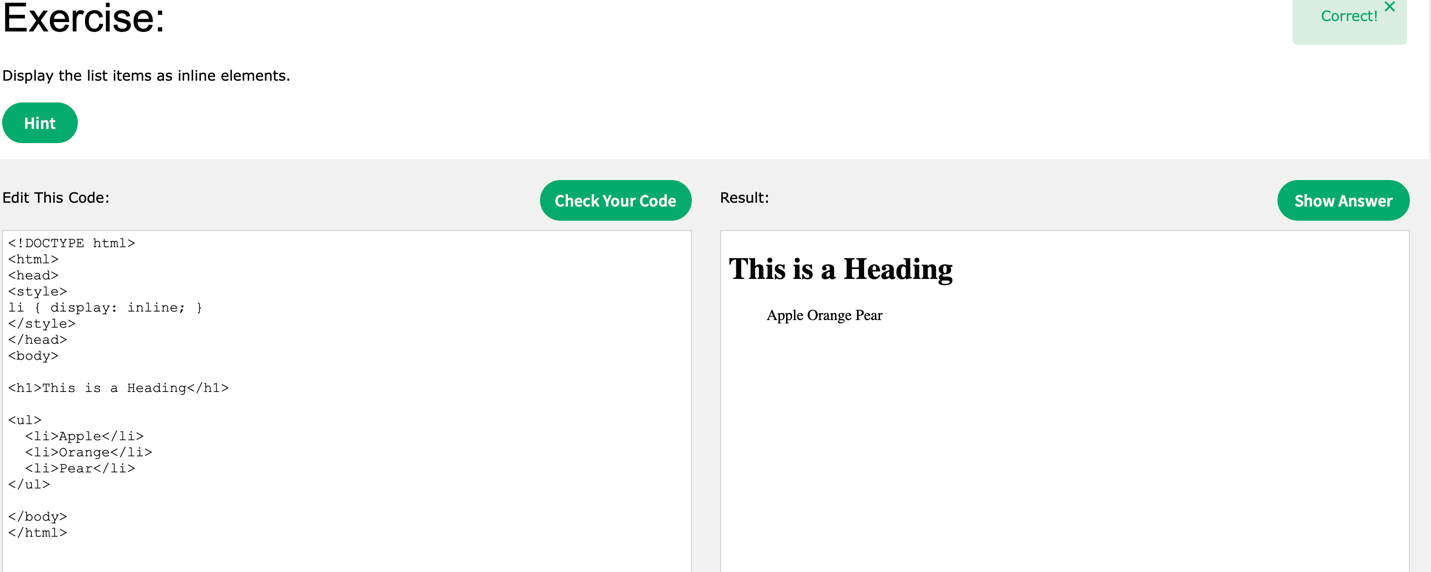 Exercise:
Correct! ×
Display the list items as inline elements.
Hint
Edit This Code:
Check Your Code
<!DOCTYPE html>
<html>
<head>
<style>
li { display: inline; }
</style>
</head>
<body>
<h1>This is a Heading</h1>
<ul>
<li>Apple</li>
<li>Orange</li>
<li>Pear</li>
</ul>
</body>
</html>
Result:
Show Answer
This is a Heading
Apple Orange Pear